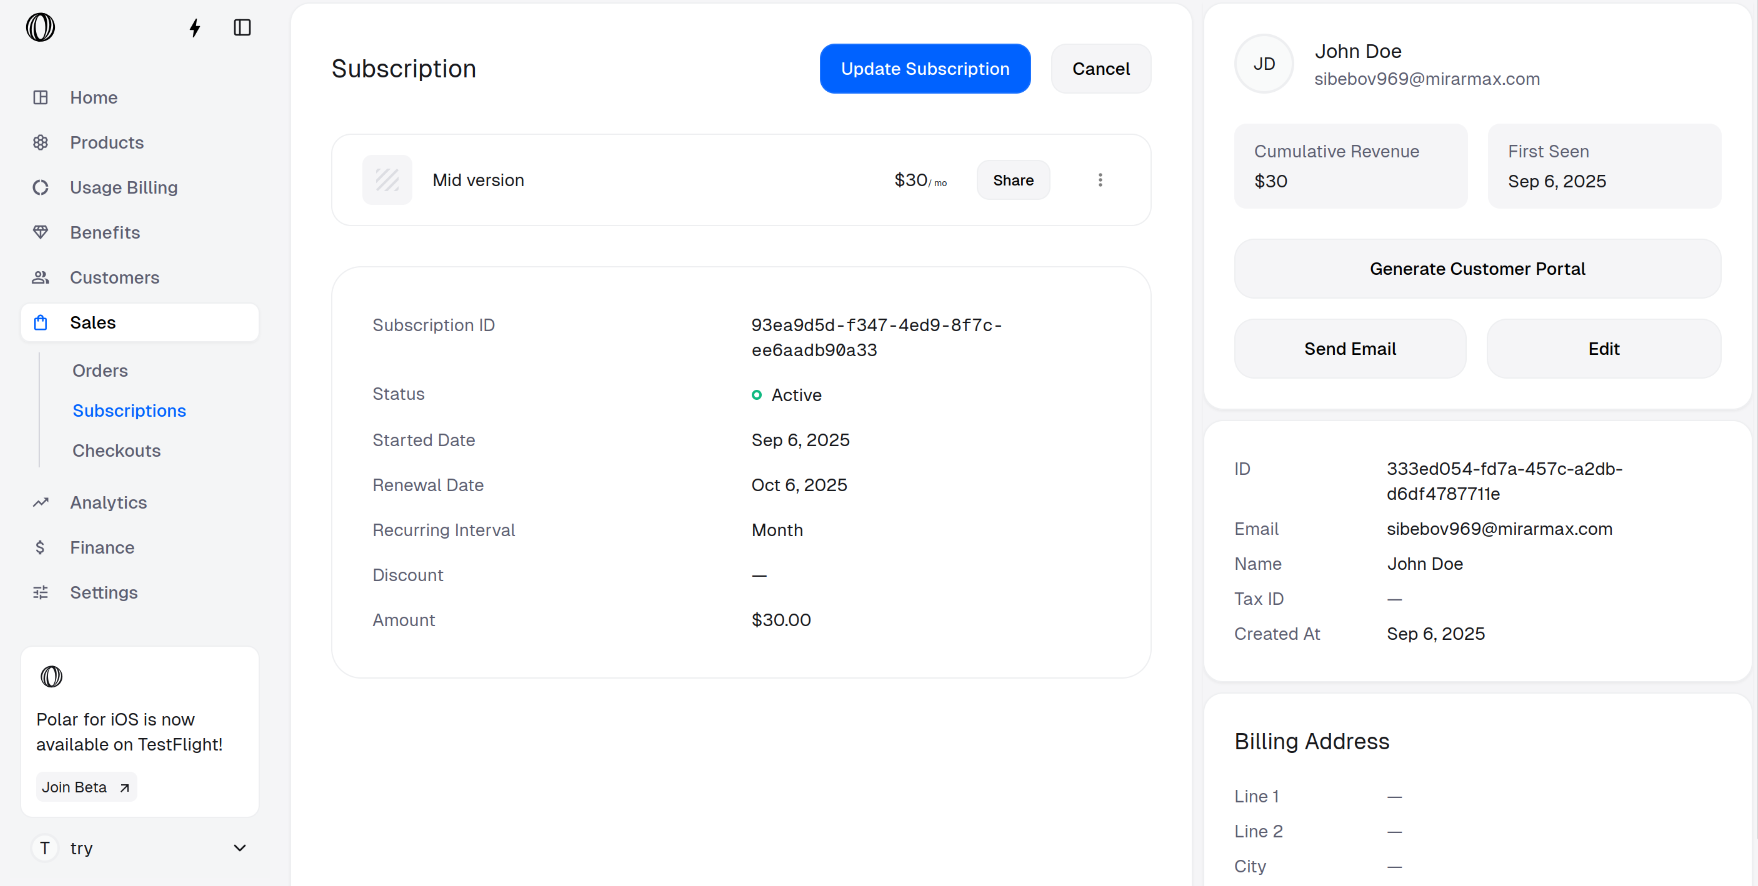 Home
Products
Usage Billing
Benefits
Customers
Sales
Orders
Subscriptions
Checkouts
Analytics
Finance
Settings
Polar for iOS is now
available on TestFlight!
Join Beta
T try
Subscription
Update Subscription
Cancel
Mid version
$30/ mo
Share
Subscription ID
93ea9d5d-f347-4ed9-8f7c-
ee6aadb90a33
Status
Active
Started Date
Sep 6, 2025
Renewal Date
Oct 6, 2025
Recurring Interval
Month
Discount
—
Amount
$30.00
JD
John Doe
sibebov969@mirarmax.com
Cumulative Revenue
$30
First Seen
Sep 6, 2025
Generate Customer Portal
Send Email
Edit
ID
333ed054-fd7a-457c-a2db-
d6df4787711e
Email
sibebov969@mirarmax.com
Name
John Doe
Tax ID
—
Created At
Sep 6, 2025
Billing Address
Line 1
—
Line 2
—
City
—